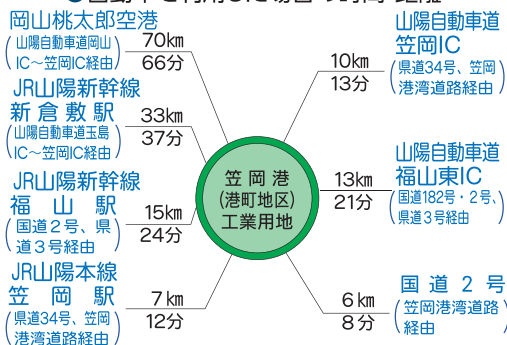 岡山桃太郎空港
(山陽自動車道岡山
IC〜笠岡IC経由)
70km
66分
JR山陽新幹線
新倉敷駅
(山陽自動車道玉島
IC〜笠岡IC経由)
33km
37分
JR山陽新幹線
福山駅
(国道2号、県
道3号経由)
15km
24分
JR山陽本線
笠岡駅
(県道34号、笠岡
港湾道路経由)
7km
12分
笠岡港
(港町地区)
工業用地
山陽自動車道
笠岡IC
(県道34号、笠岡
港湾道路経由)
10km
13分
山陽自動車道
福山東IC
(国道182号・2号、
県道3号経由)
13km
21分
国道2号
(笠岡港湾道路
経由)
6km
8分